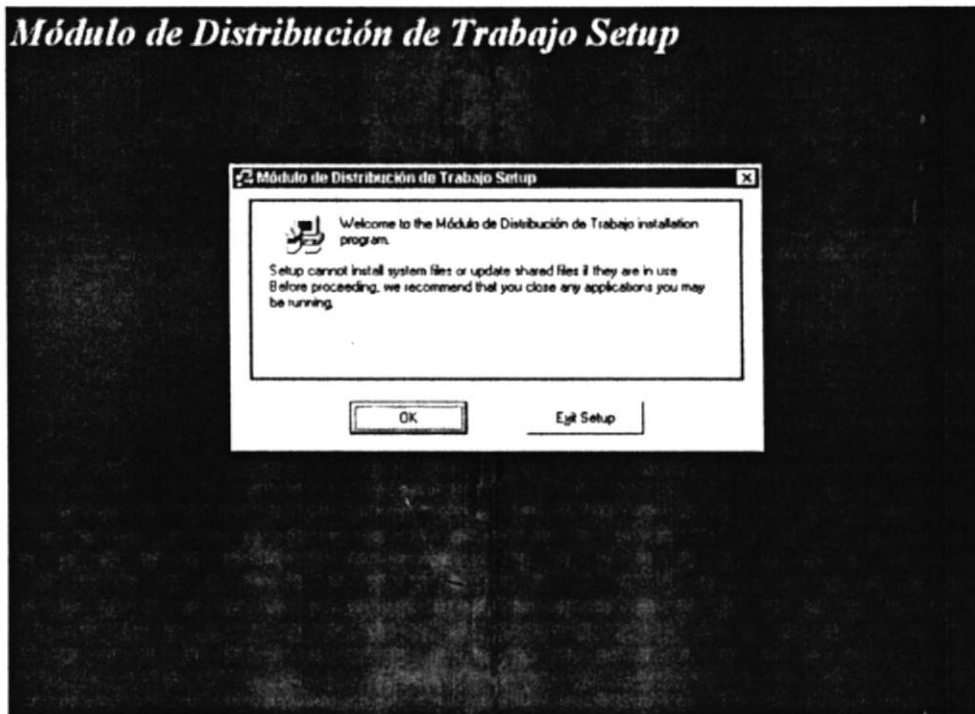 Módulo de Distribución de Trabajo Setup
Módulo de Distribución de Trabajo Setup
Welcome to the Módulo de Distribución de Trabajo installation
program.
Setup cannot install system files or update shared files if they are in use
Before proceeding, we recommend that you close any applications you may
be running.
OK
Exit Setup